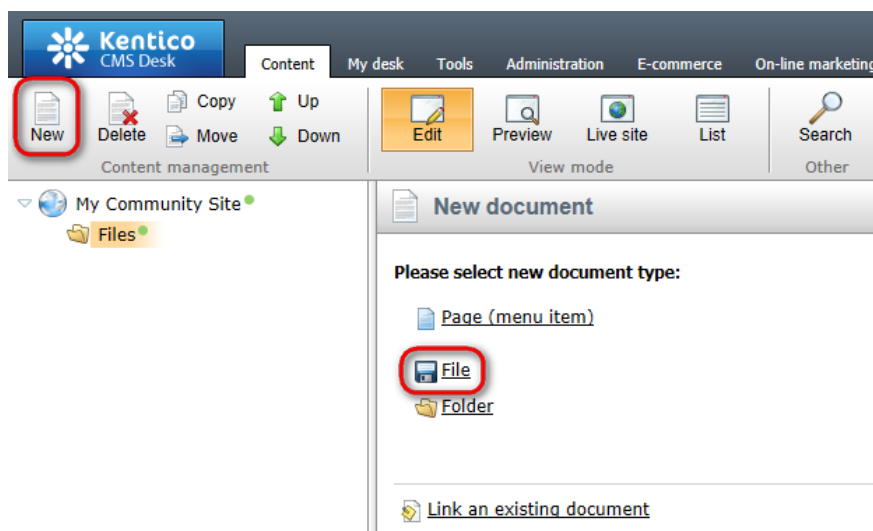 Kentico
CMS Desk
Content My desk Tools Administration E-commerce On-line marketing
New Delete Copy Move Up Down Edit Preview Live site List Search
Content management View mode Other
My Community Site
Files
New document
Please select new document type:
Page (menu item)
File
Folder
Link an existing document